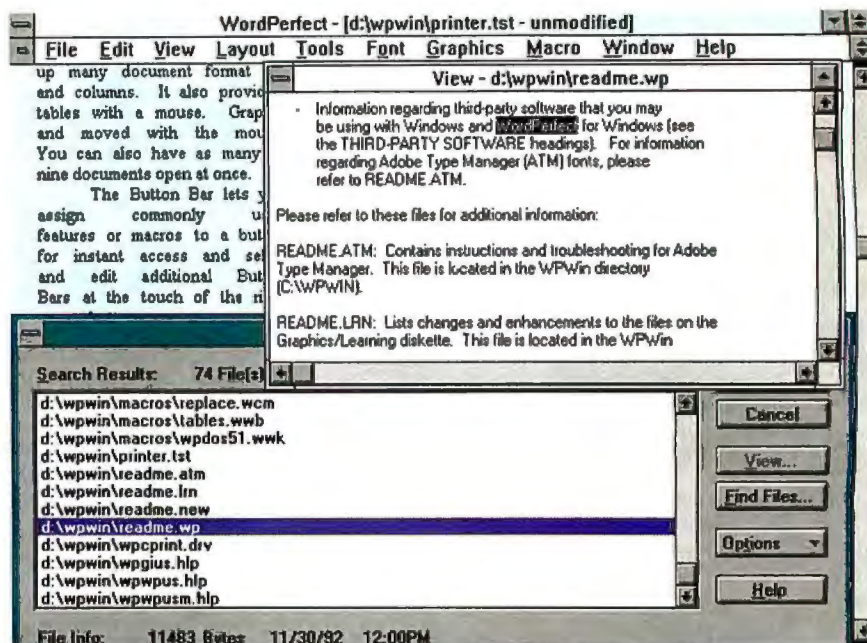 WordPerfect - [d:\wpwin\printer.tst - unmodified]
File Edit View Layout Tools Font Graphics Macro Window Help
up many document format
and columns. It also provid
tables with a mouse. Grap
and moved with the mou
You can also have as many
nine documents open at once.
The Button Bar lets y
assign commonly u
features or macros to a but
for instant access and se
and edit additional But
Bars at the touch of the m
View - d:\wpwin\readme.wp
- Information regarding third-party software that you may
be using with Windows and WordPerfect for Windows (see
the THIRD-PARTY SOFTWARE headings). For information
regarding Adobe Type Manager (ATM) fonts, please
refer to README.ATM.
Please refer to these files for additional information:
README.ATM: Contains instructions and troubleshooting for Adobe
Type Manager. This file is located in the WPWin directory
(C:\WPWIN).
README.LRN: Lists changes and enhancements to the files on the
Graphics/Learning diskette. This file is located in the WPWin
Search Results: 74 File(s)
d:\wpwin\macros\replace.wcm
d:\wpwin\macros\tables.wwb
d:\wpwin\macros\wpdos51.wwk
d:\wpwin\printer.tst
d:\wpwin\readme.atm
d:\wpwin\readme.lrn
d:\wpwin\readme.new
d:\wpwin\readme.wp
d:\wpwin\wpcprint.drv
d:\wpwin\wpgius.hlp
d:\wpwin\wpwpus.hlp
d:\wpwin\wpwpusm.hlp
Cancel
View...
Find Files...
Options
Help
File Info: 11483 Bytes 11/30/92 12:00PM